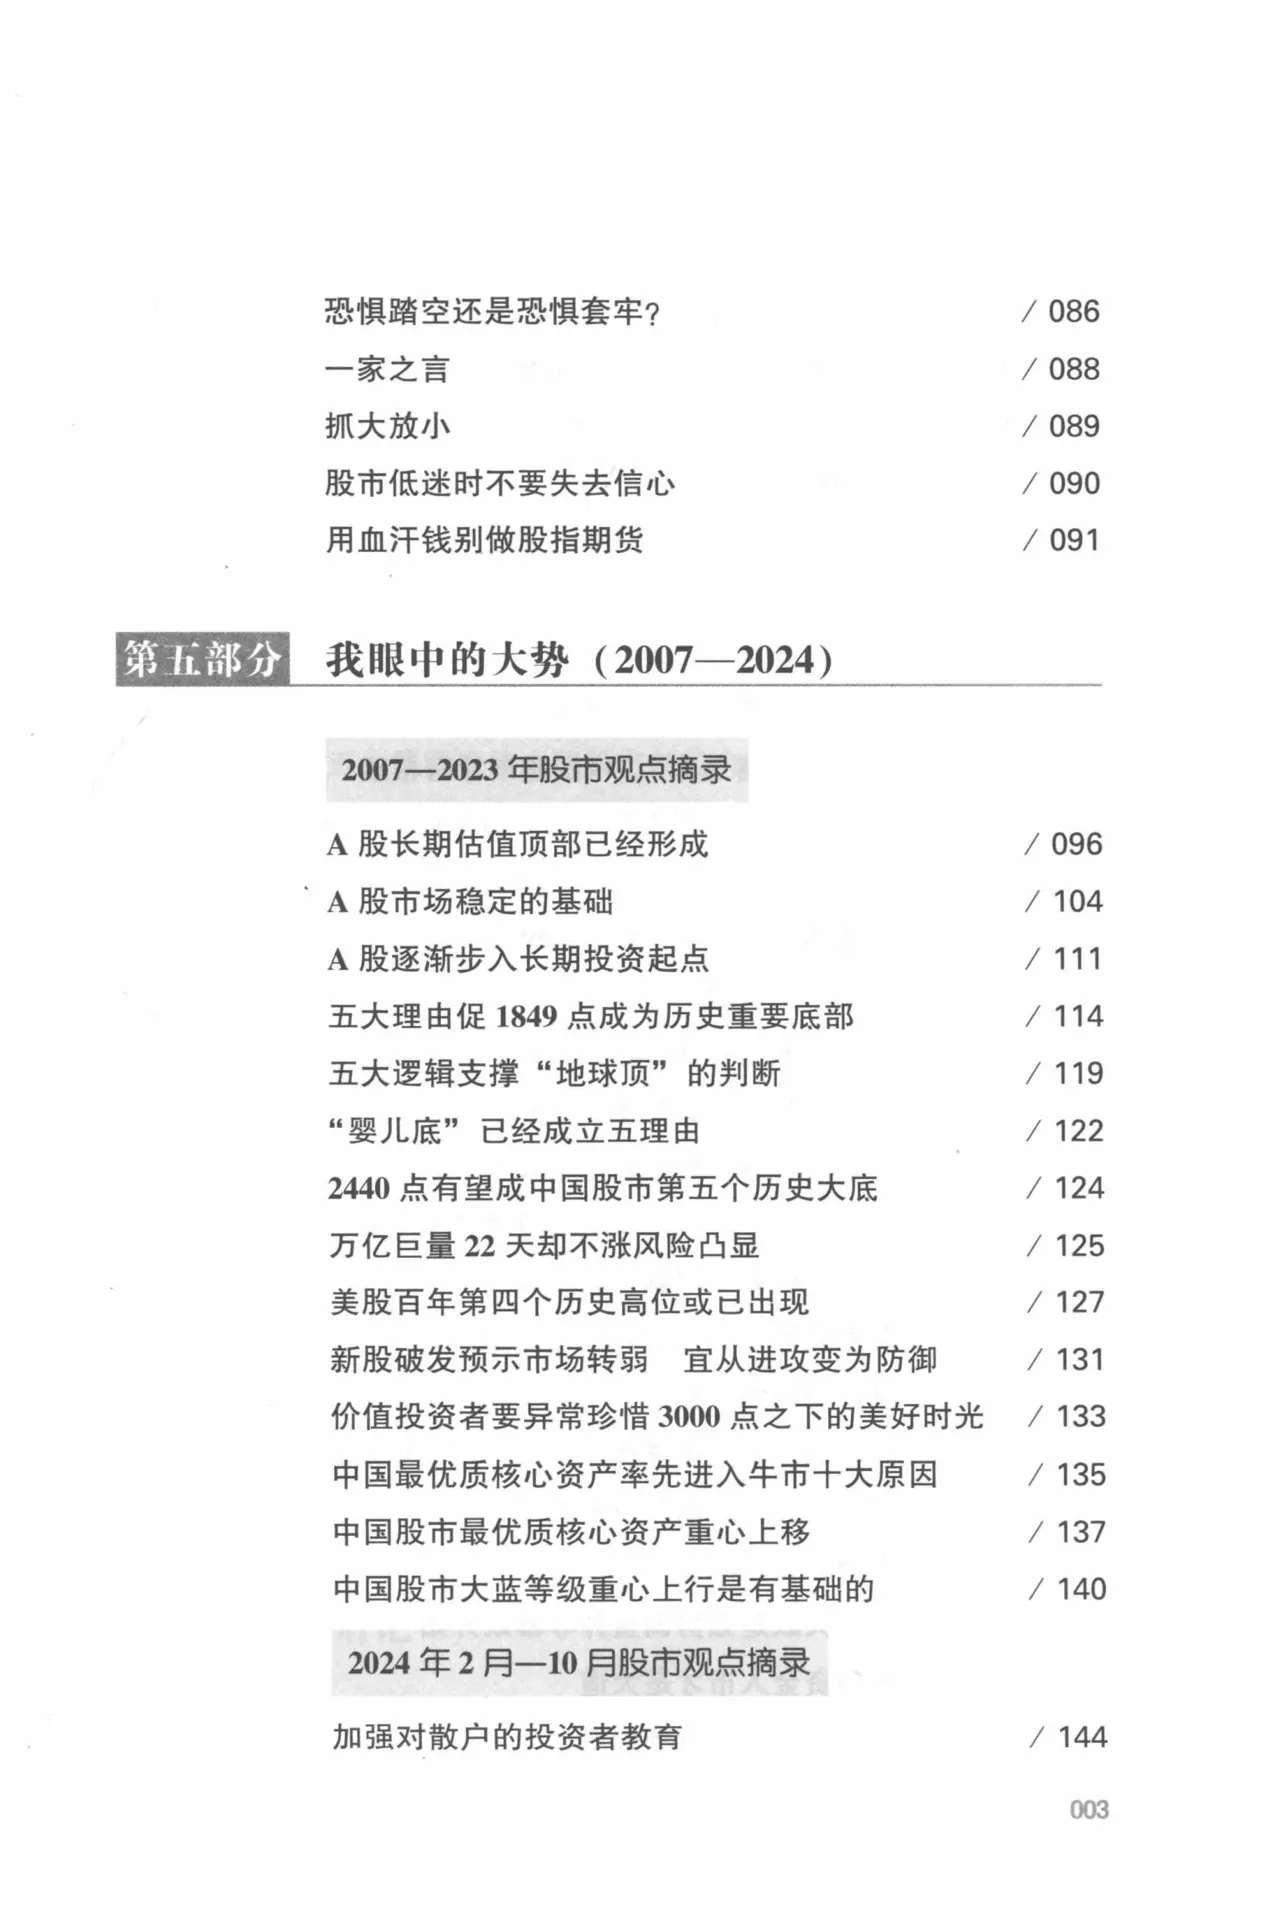 恐惧踏空还是恐惧套牢? / 086
一家之言 / 088
抓大放小 / 089
股市低迷时不要失去信心 / 090
用血汗钱别做股指期货 / 091
第五部分 我眼中的大势（2007—2024）
2007—2023 年股市观点摘录
A 股长期估值顶部已经形成 / 096
A 股市场稳定的基础 / 104
A 股逐渐步入长期投资起点 / 111
五大理由促 1849 点成为历史重要底部 / 114
五大逻辑支撑“地球顶”的判断 / 119
“婴儿底”已经成立五理由 / 122
2440 点有望成中国股市第五个历史大底 / 124
万亿巨量 22 天却不涨风险凸显 / 125
美股百年第四个历史高位或已出现 / 127
新股破发预示市场转弱　宜从进攻变为防御 / 131
价值投资者要异常珍惜 3000 点之下的美好时光 / 133
中国最优质核心资产率先进入牛市十大原因 / 135
中国股市最优质核心资产重心上移 / 137
中国股市大蓝等级重心上行是有基础的 / 140
2024 年 2 月—10 月股市观点摘录
加强对散户的投资者教育 / 144
003